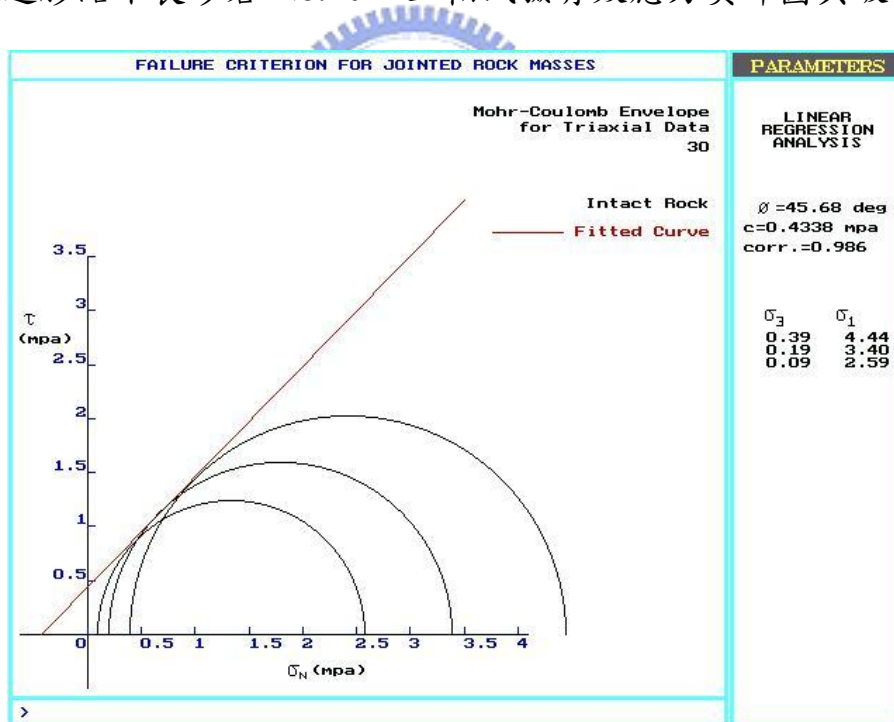 FAILURE CRITERION FOR JOINTED ROCK MASSES
PARAMETERS
Mohr-Coulomb Envelope
for Triaxial Data
30
Intact Rock
Fitted Curve
3.5
3
τ
(mpa)
2.5
2
1.5
1
0.5
0 0.5 1 1.5 2 2.5 3 3.5 4
σN (mpa)
>
LINEAR
REGRESSION
ANALYSIS
ø =45.68 deg
c=0.4338 mpa
corr.=0.986
σ3 σ1
0.39 4.44
0.19 3.40
0.09 2.59